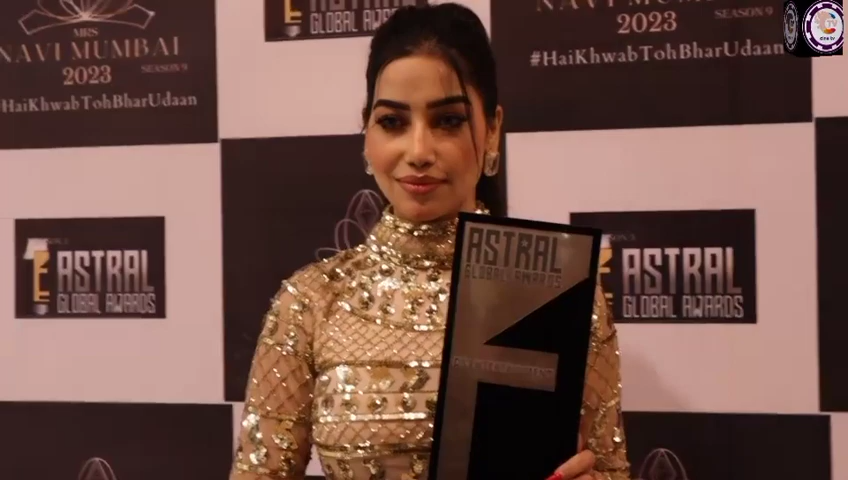 MRS
NAVI MUMBAI
2023
SEASON 9
HaiKhwabTohBharUdaan
ASTRAL
GLOBAL AWARDS
GLOBAL AWARDS
NAVI MUMBAI
2023
SEASON 9
#HaiKhwabTohBharUdaan
TV
ASTRAL
GLOBAL AWARDS
ASTRAL
GLOBAL AWARDS